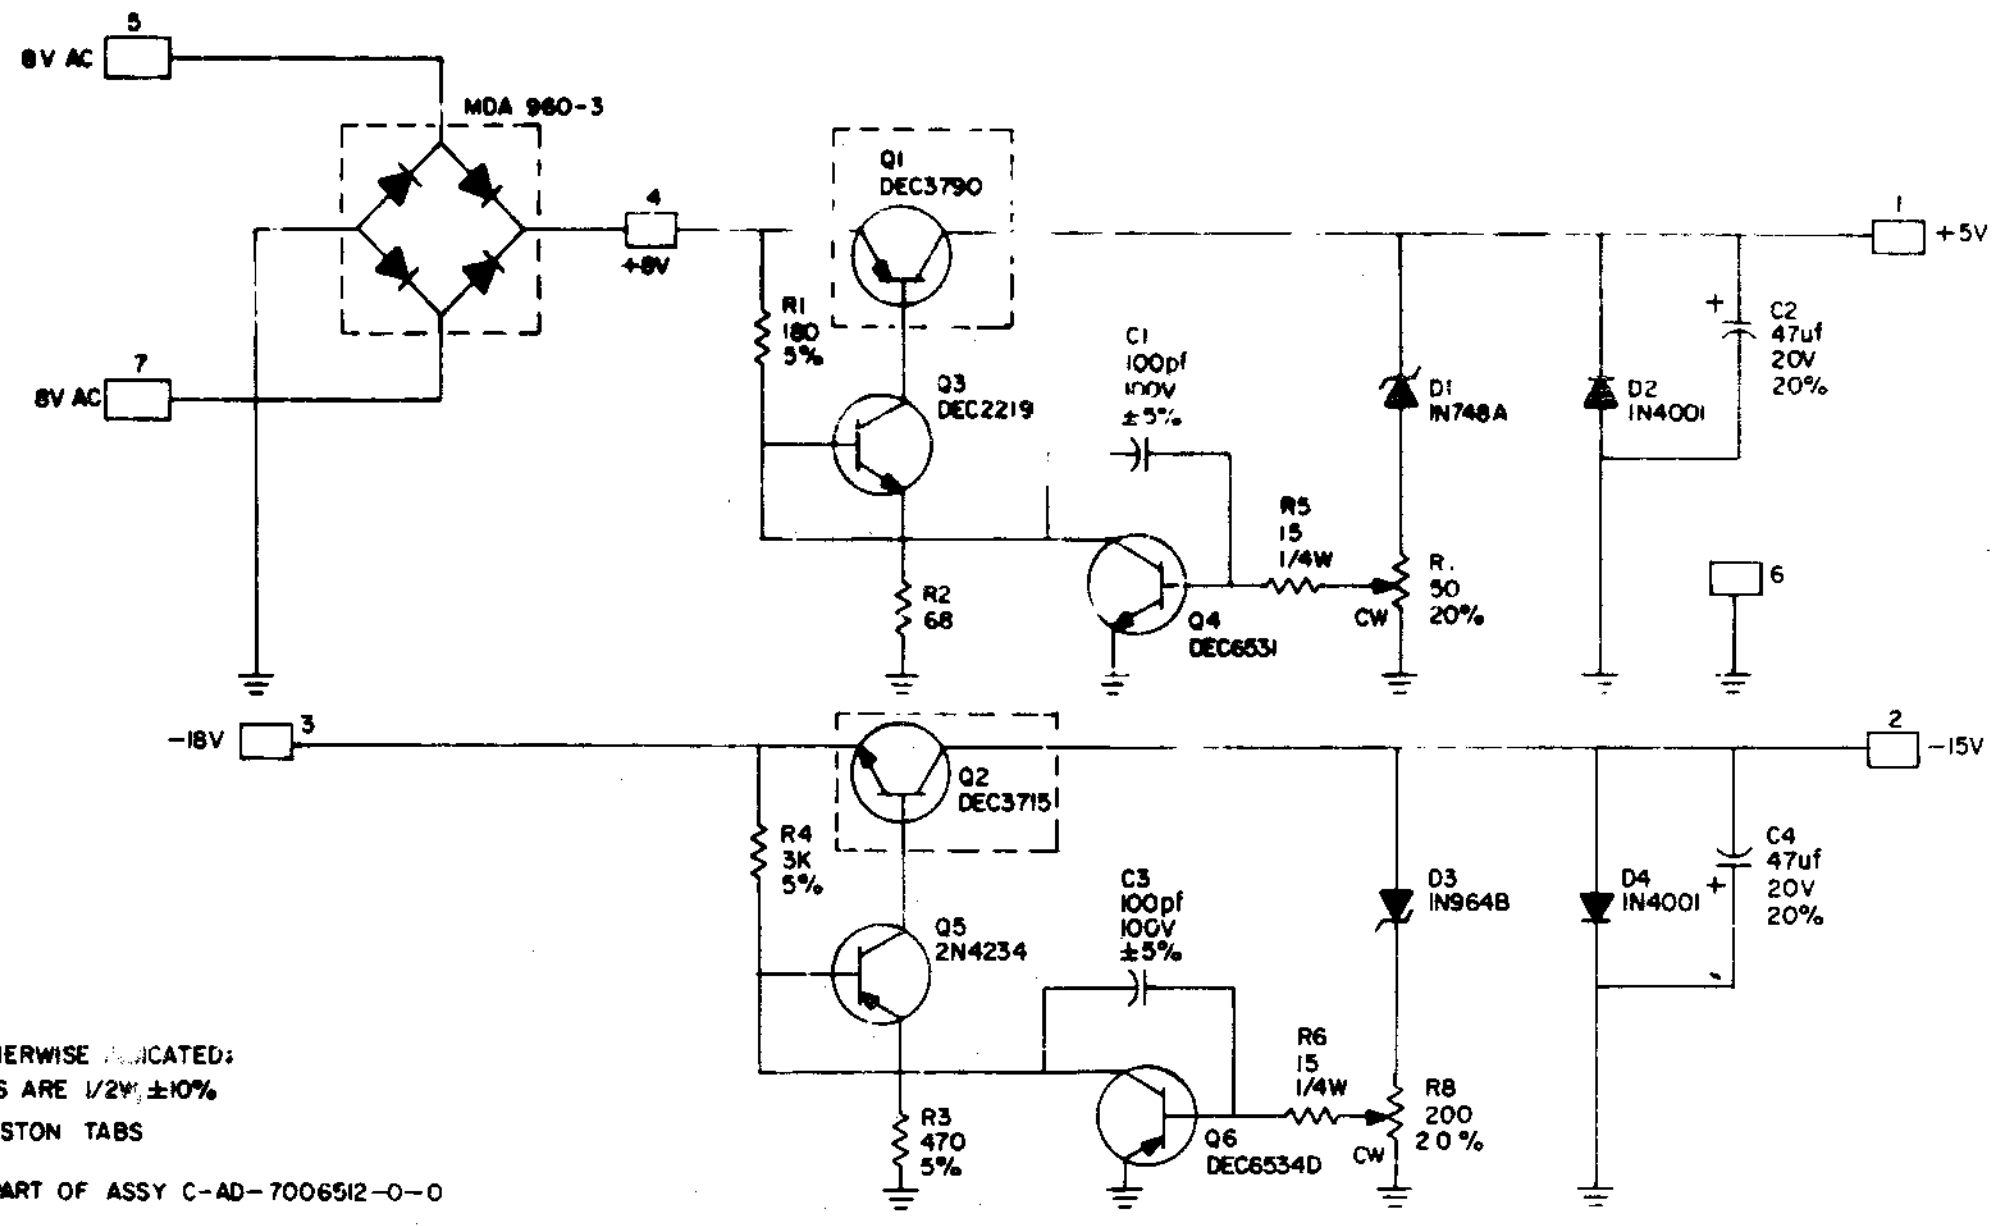 5
8V AC
MDA 960-3
4
+8V
7
8V AC
Q1
DEC3790
R1
180
5%
Q3
DEC2219
R2
68
C1
100pf
100V
±5%
Q4
DEC6531
R5
15
1/4W
CW
D1
IN748A
R
50
20%
D2
IN4001
+
C2
47uf
20V
20%
1
+5V
6
3
-18V
Q2
DEC3715
R4
3K
5%
Q5
2N4234
R3
470
5%
C3
100pf
100V
±5%
Q6
DEC6534D
R6
15
1/4W
CW
D3
IN964B
R8
200
20%
D4
IN4001
+
C4
47uf
20V
20%
2
-15V
IERWISE ICATED:
S ARE 1/2W, ±10%
STON TABS
ART OF ASSY C-AD-7006512-0-0